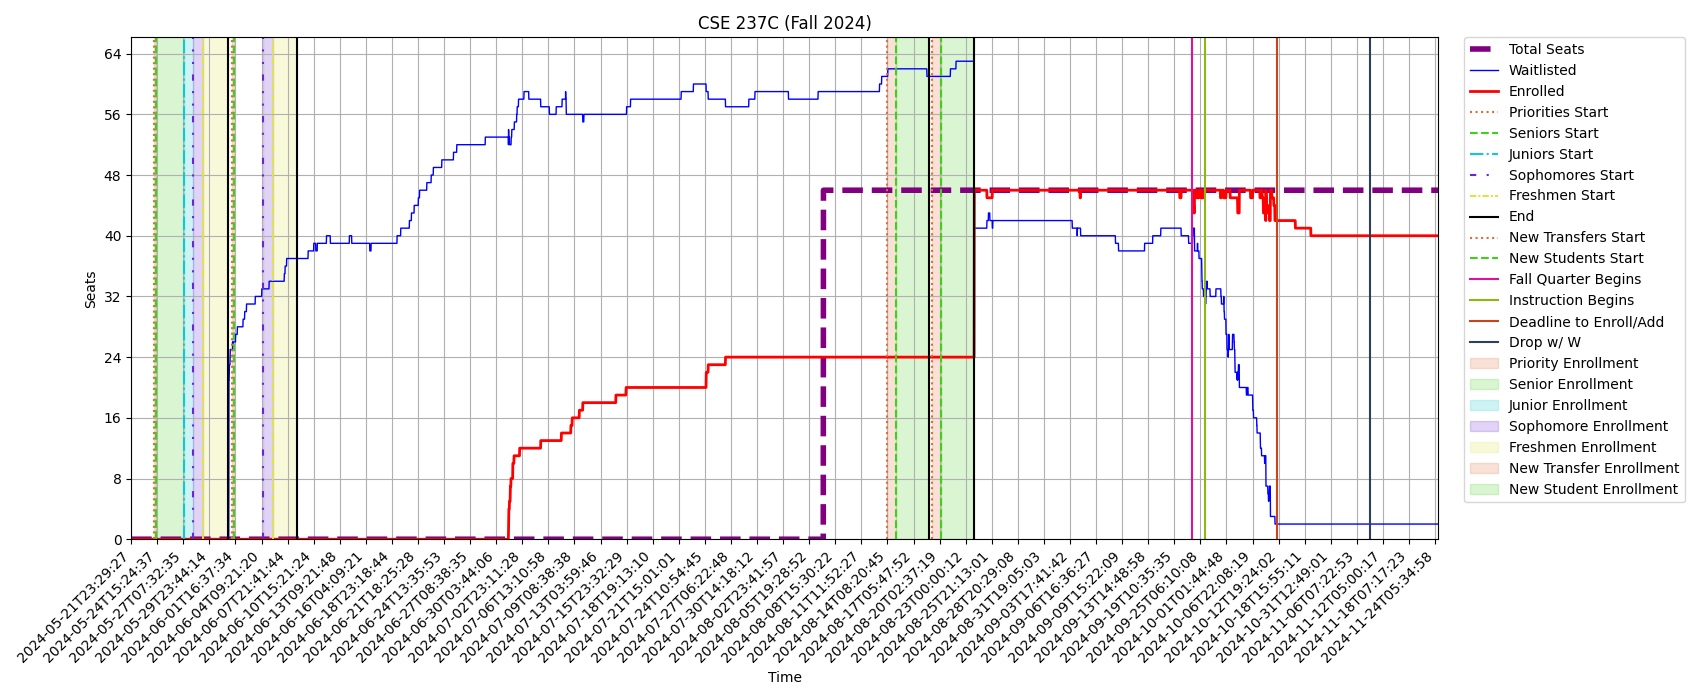 CSE 237C (Fall 2024)
Seats
64
56
48
40
32
24
16
8
0
2024-05-21T23:29:27
2024-05-24T15:24:37
2024-05-27T07:32:35
2024-05-29T23:44:14
2024-06-01T16:37:34
2024-06-04T09:21:20
2024-06-07T21:41:44
2024-06-10T15:21:24
2024-06-13T09:21:48
2024-06-16T04:09:21
2024-06-18T23:18:44
2024-06-21T18:25:28
2024-06-24T13:35:53
2024-06-27T08:38:35
2024-06-30T03:44:06
2024-07-02T23:11:28
2024-07-06T13:10:58
2024-07-09T08:38:38
2024-07-13T03:59:46
2024-07-15T23:32:29
2024-07-18T19:13:10
2024-07-21T15:01:01
2024-07-24T10:54:45
2024-07-27T06:22:48
2024-07-30T14:18:12
2024-08-02T23:41:57
2024-08-05T19:28:52
2024-08-08T15:30:22
2024-08-11T11:52:27
2024-08-14T08:20:45
2024-08-17T05:47:52
2024-08-20T02:37:19
2024-08-23T00:00:12
2024-08-25T21:13:01
2024-08-28T20:29:08
2024-08-31T19:05:03
2024-09-03T17:41:42
2024-09-06T16:36:27
2024-09-09T15:22:09
2024-09-13T14:48:58
2024-09-19T10:35:35
2024-09-25T06:10:08
2024-10-01T01:44:48
2024-10-06T22:08:19
2024-10-12T19:24:02
2024-10-18T15:55:11
2024-10-31T12:49:01
2024-11-06T07:22:53
2024-11-12T05:00:17
2024-11-18T07:17:23
2024-11-24T05:34:58
Time
Total Seats
Waitlisted
Enrolled
Priorities Start
Seniors Start
Juniors Start
Sophomores Start
Freshmen Start
End
New Transfers Start
New Students Start
Fall Quarter Begins
Instruction Begins
Deadline to Enroll/Add
Drop w/ W
Priority Enrollment
Senior Enrollment
Junior Enrollment
Sophomore Enrollment
Freshmen Enrollment
New Transfer Enrollment
New Student Enrollment